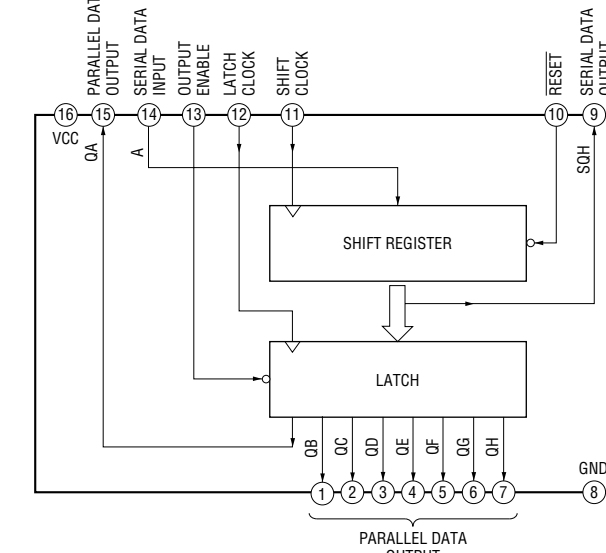 PARALLEL DATA
OUTPUT
SERIAL DATA
INPUT
OUTPUT
ENABLE
LATCH
CLOCK
SHIFT
CLOCK
RESET
SERIAL DATA
OUTPUT
16
15
14
13
12
11
10
9
VCC
QA
A
SQH
SHIFT REGISTER
LATCH
QB
QC
QD
QE
QF
QG
QH
GND
1
2
3
4
5
6
7
8
PARALLEL DATA
OUTPUT